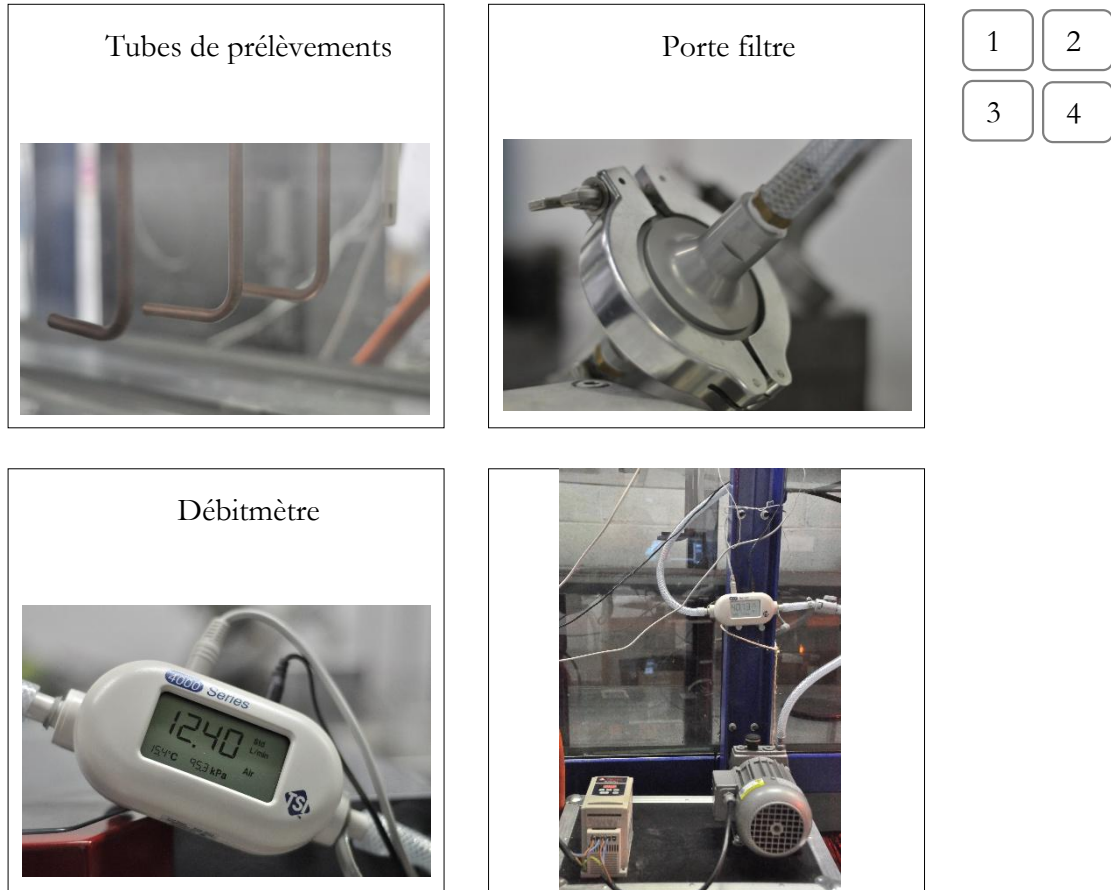 Tubes de prélèvements
Porte filtre
1 2
3 4
Débitmètre
4000 Series
12.40 Std L/min
15.4°C 95.3 kPa Air
TSI